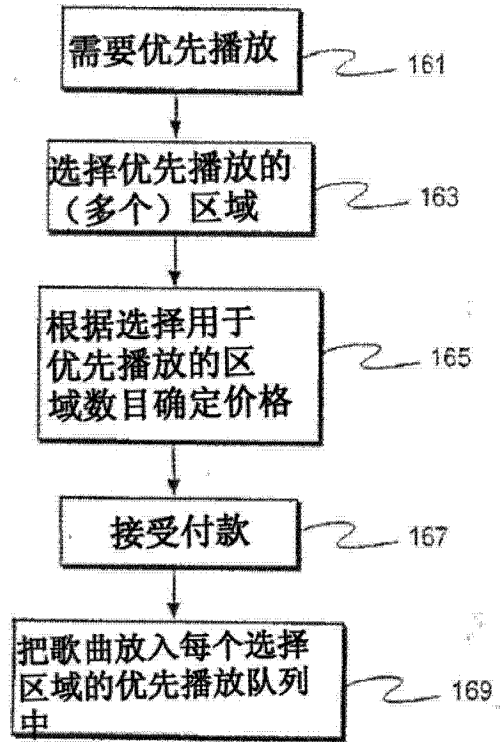 需要优先播放
161
选择优先播放的
（多个）区域
163
根据选择用于
优先播放的区
域数目确定价格
165
接受付款
167
把歌曲放入每个选择
区域的优先播放队列
中
169